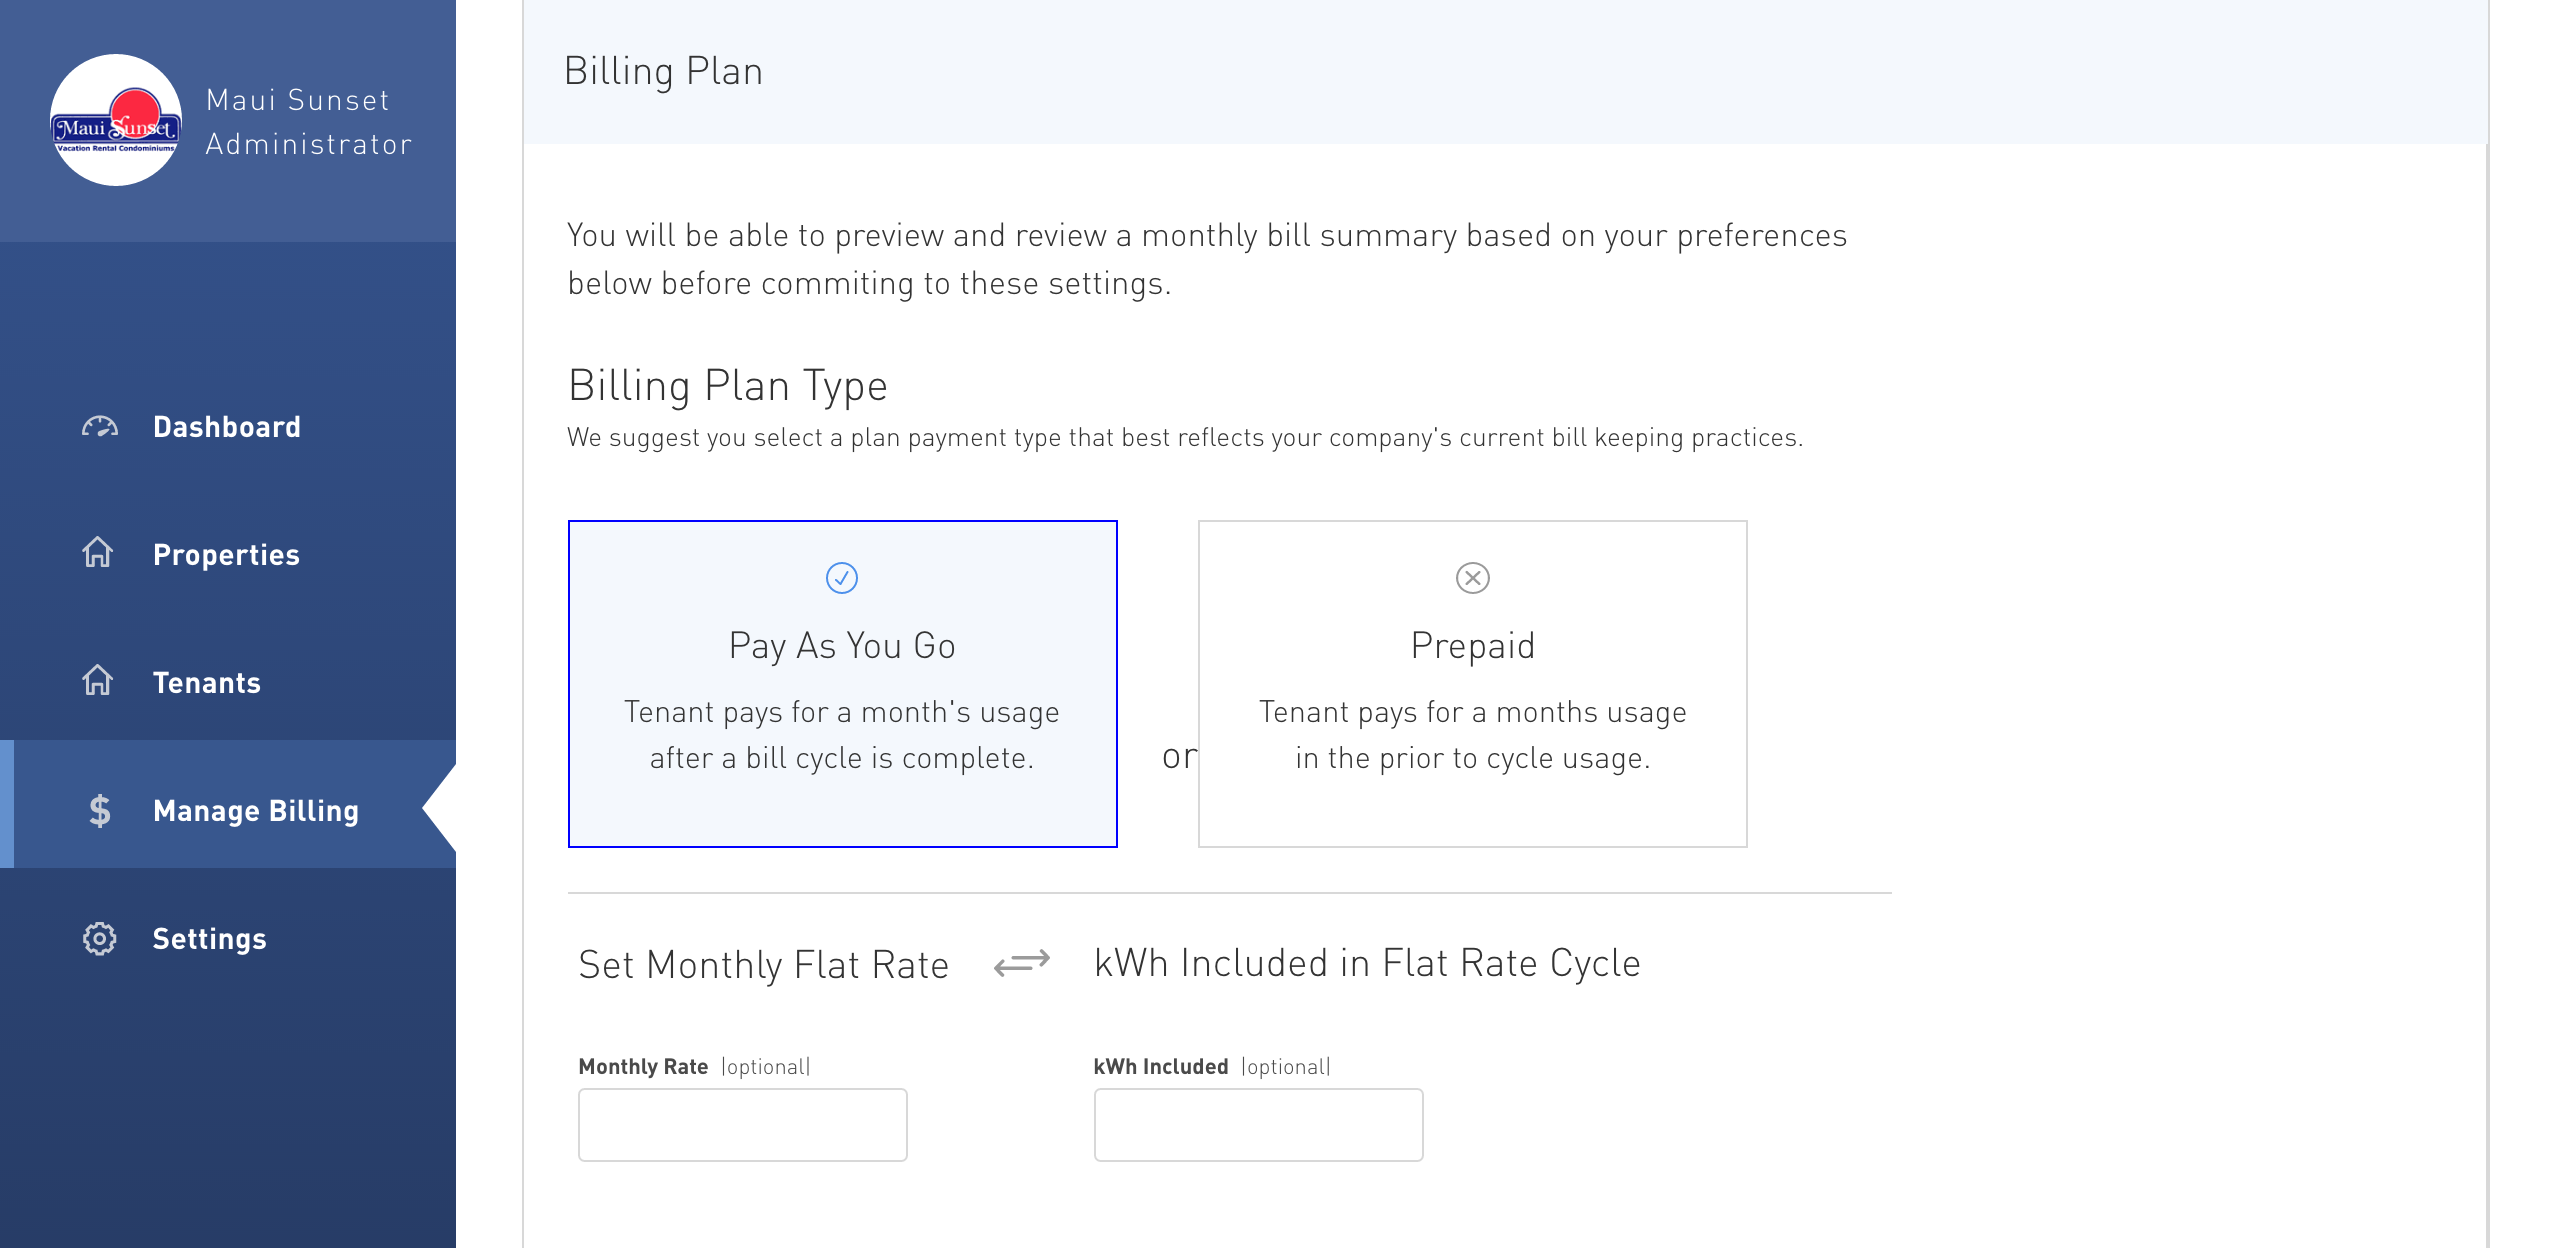 Maui Sunset
Vacation Rental Condominiums
Maui Sunset
Administrator
Dashboard
Properties
Tenants
$ Manage Billing
Settings
Billing Plan
You will be able to preview and review a monthly bill summary based on your preferences
below before commiting to these settings.
Billing Plan Type
We suggest you select a plan payment type that best reflects your company's current bill keeping practices.
Pay As You Go
Tenant pays for a month's usage
after a bill cycle is complete.
or
Prepaid
Tenant pays for a months usage
in the prior to cycle usage.
Set Monthly Flat Rate
kWh Included in Flat Rate Cycle
Monthly Rate |optional|
kWh Included |optional|